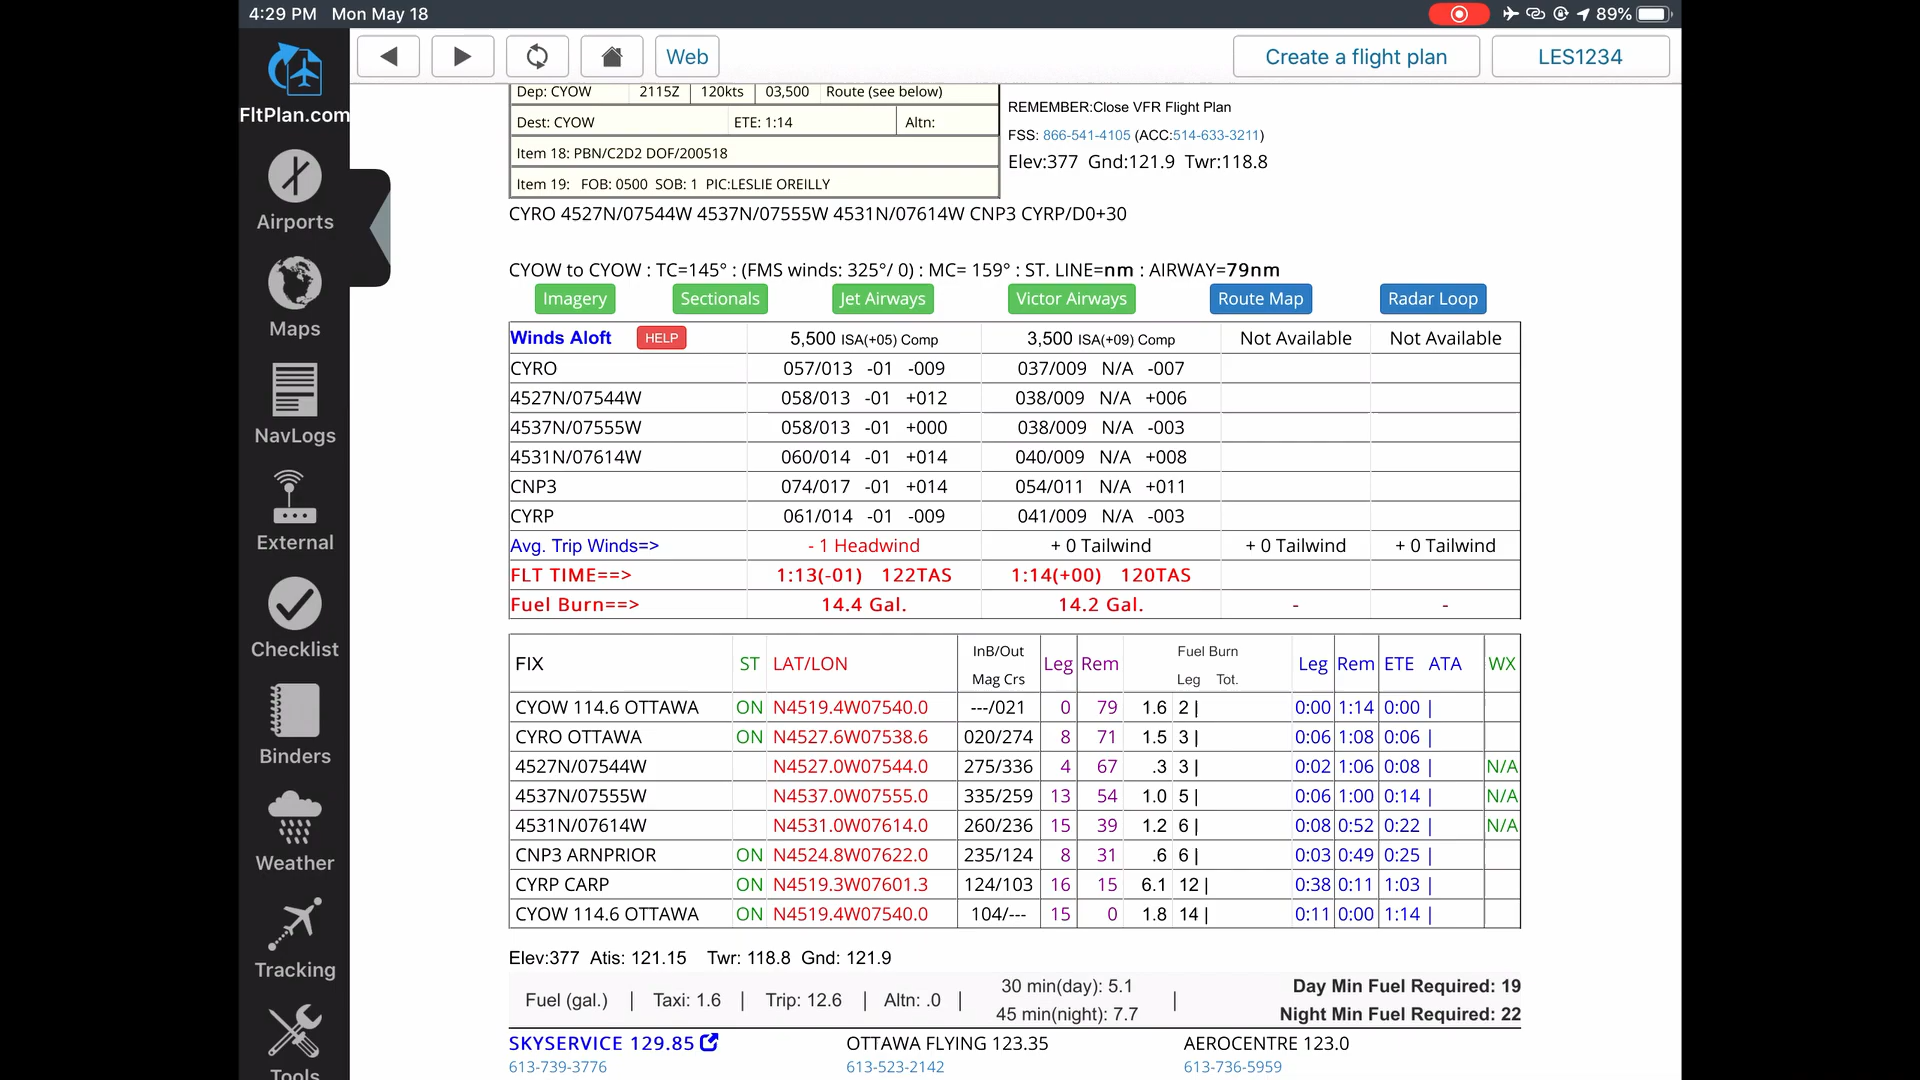 4:29 PM Mon May 18
89%
FltPlan.com
Airports
Maps
NavLogs
External
Checklist
Binders
Weather
Tracking
Tools
Web
Create a flight plan
LES1234
Dep: CYOW 2115Z 120kts 03,500 Route (see below)
Dest: CYOW ETE: 1:14 Altn:
Item 18: PBN/C2D2 DOF/200518
Item 19: FOB: 0500 SOB: 1 PIC:LESLIE OREILLY
REMEMBER:Close VFR Flight Plan
FSS: 866-541-4105 (ACC:514-633-3211)
Elev:377 Gnd:121.9 Twr:118.8
CYRO 4527N/07544W 4537N/07555W 4531N/07614W CNP3 CYRP/D0+30
CYOW to CYOW : TC=145° : (FMS winds: 325°/ 0) : MC= 159° : ST. LINE=nm : AIRWAY=79nm
Imagery Sectionals Jet Airways Victor Airways Route Map Radar Loop
Winds Aloft HELP 5,500 ISA(+05) Comp 3,500 ISA(+09) Comp Not Available Not Available
CYRO 057/013 -01 -009 037/009 N/A -007
4527N/07544W 058/013 -01 +012 038/009 N/A +006
4537N/07555W 058/013 -01 +000 038/009 N/A -003
4531N/07614W 060/014 -01 +014 040/009 N/A +008
CNP3 074/017 -01 +014 054/011 N/A +011
CYRP 061/014 -01 -009 041/009 N/A -003
Avg. Trip Winds=> - 1 Headwind + 0 Tailwind + 0 Tailwind + 0 Tailwind
FLT TIME==> 1:13(-01) 122TAS 1:14(+00) 120TAS
Fuel Burn==> 14.4 Gal. 14.2 Gal. - -
FIX ST LAT/LON InB/Out Mag Crs Leg Rem Fuel Burn Leg Tot. Leg Rem ETE ATA WX
CYOW 114.6 OTTAWA ON N4519.4W07540.0 ---/021 0 79 1.6 2 | 0:00 1:14 0:00 |
CYRO OTTAWA ON N4527.6W07538.6 020/274 8 71 1.5 3 | 0:06 1:08 0:06 |
4527N/07544W N4527.0W07544.0 275/336 4 67 .3 3 | 0:02 1:06 0:08 | N/A
4537N/07555W N4537.0W07555.0 335/259 13 54 1.0 5 | 0:06 1:00 0:14 | N/A
4531N/07614W N4531.0W07614.0 260/236 15 39 1.2 6 | 0:08 0:52 0:22 | N/A
CNP3 ARNPRIOR ON N4524.8W07622.0 235/124 8 31 .6 6 | 0:03 0:49 0:25 |
CYRP CARP ON N4519.3W07601.3 124/103 16 15 6.1 12 | 0:38 0:11 1:03 |
CYOW 114.6 OTTAWA ON N4519.4W07540.0 104/--- 15 0 1.8 14 | 0:11 0:00 1:14 |
Elev:377 Atis: 121.15 Twr: 118.8 Gnd: 121.9
Fuel (gal.) | Taxi: 1.6 | Trip: 12.6 | Altn: .0 | 30 min(day): 5.1 | Day Min Fuel Required: 19
45 min(night): 7.7 Night Min Fuel Required: 22
SKYSERVICE 129.85 OTTAWA FLYING 123.35 AEROCENTRE 123.0
613-739-3776 613-523-2142 613-736-5959